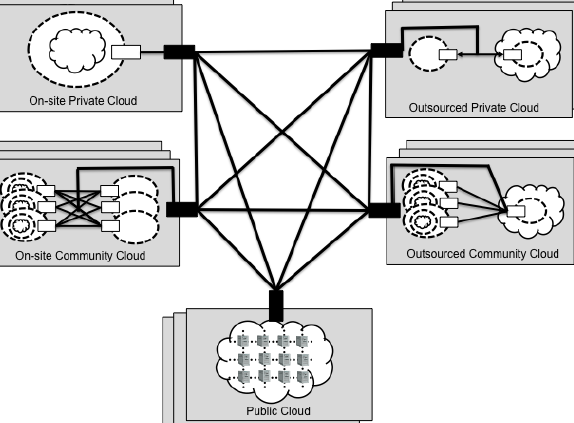 On-site Private Cloud
Outsourced Private Cloud
On-site Community Cloud
Outsourced Community Cloud
Public Cloud